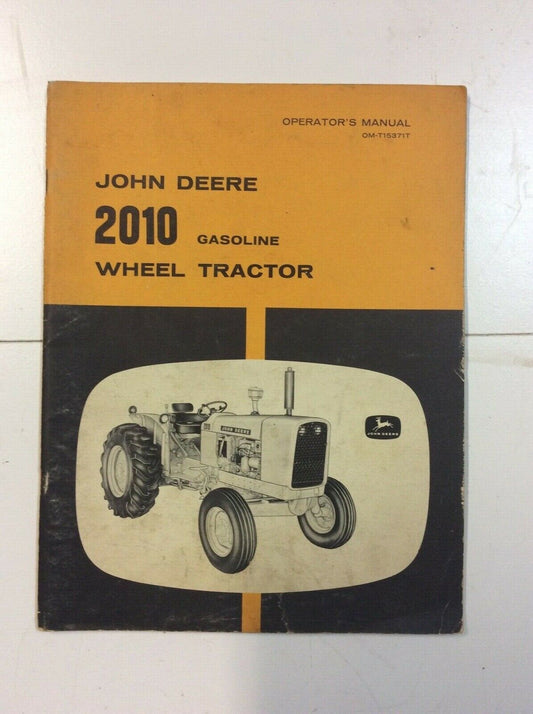 OPERATOR'S MANUAL
OM-T15371T
JOHN DEERE
2010 GASOLINE
WHEEL TRACTOR
JOHN DEERE
JOHN DEERE